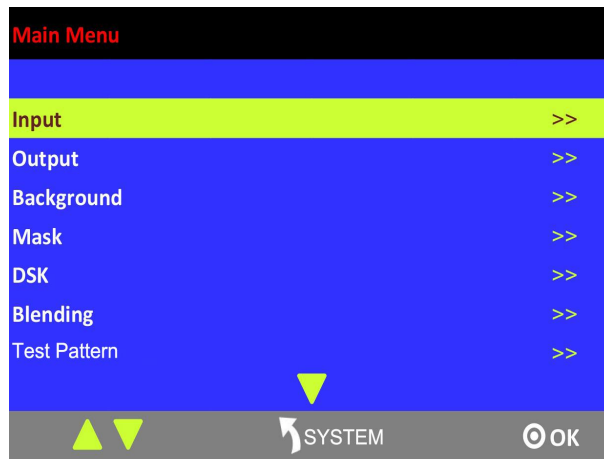 Main Menu
Input >>
Output >>
Background >>
Mask >>
DSK >>
Blending >>
Test Pattern >>
SYSTEM OK